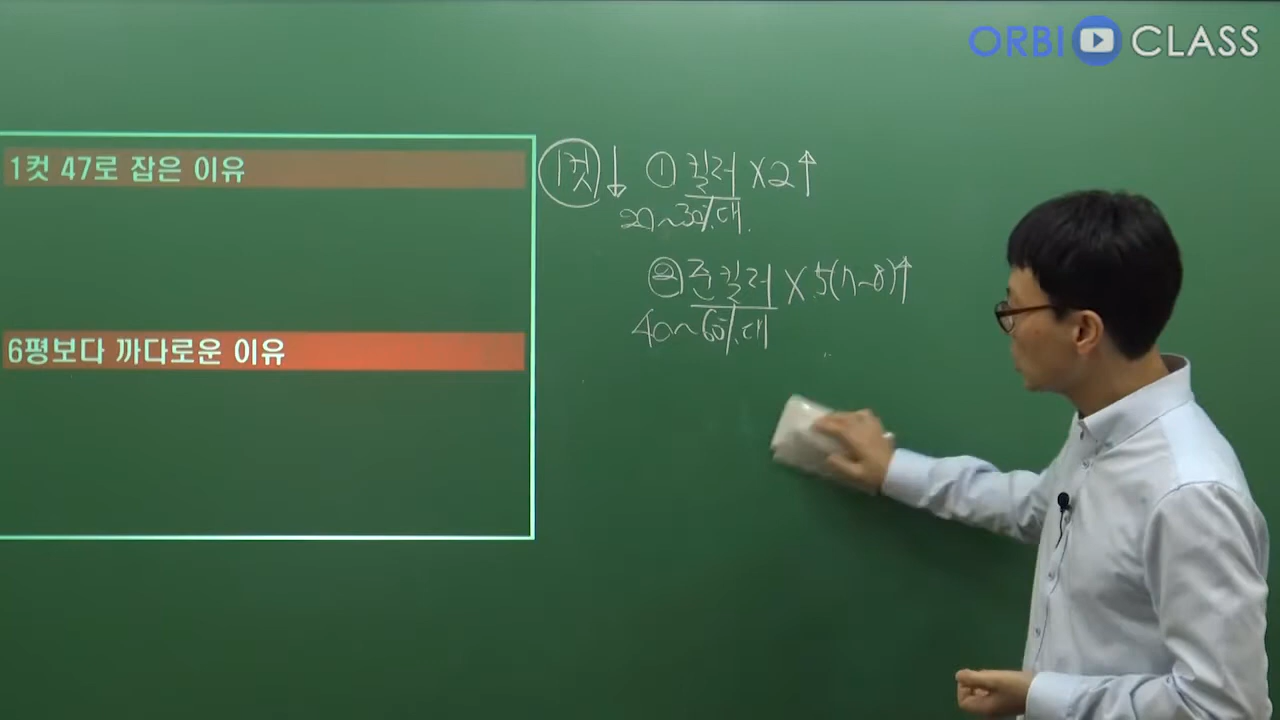 ORBI CLASS
1컷 47로 잡은 이유
6평보다 까다로운 이유
1컷 ↓ ① 킬러 X2↑
20~30%대
② 준킬러 X 5(7~8)↑
40~60%대